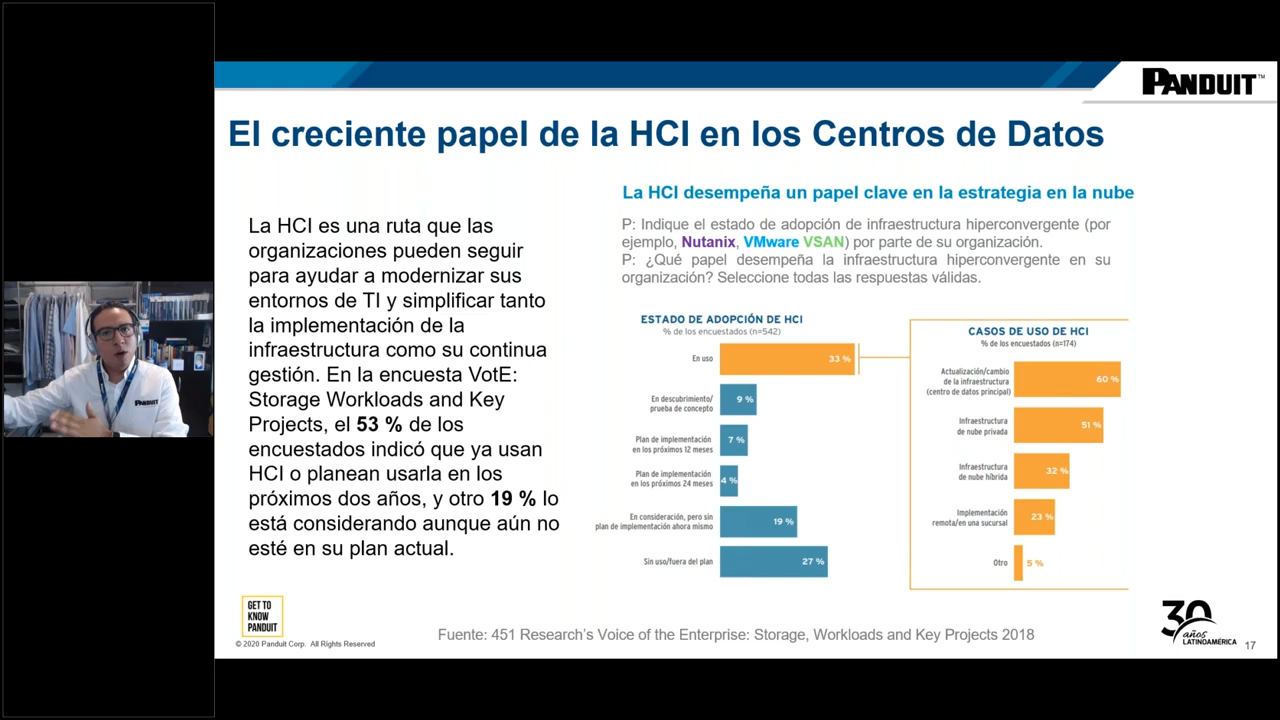 PANDUIT™
El creciente papel de la HCI en los Centros de Datos
La HCI desempeña un papel clave en la estrategia en la nube
La HCI es una ruta que las
organizaciones pueden seguir
para ayudar a modernizar sus
entornos de TI y simplificar tanto
la implementación de la
infraestructura como su continua
gestión. En la encuesta VotE:
Storage Workloads and Key
Projects, el 53 % de los
encuestados indicó que ya usan
HCI o planean usarla en los
próximos dos años, y otro 19 % lo
está considerando aunque aún no
esté en su plan actual.
P: Indique el estado de adopción de infraestructura hiperconvergente (por
ejemplo, Nutanix, VMware VSAN) por parte de su organización.
P: ¿Qué papel desempeña la infraestructura hiperconvergente en su
organización? Seleccione todas las respuestas válidas.
ESTADO DE ADOPCIÓN DE HCI
% de los encuestados (n=542)
En uso
33 %
En descubrimiento/
prueba de concepto
9 %
Plan de implementación
en los próximos 12 meses
7 %
Plan de implementación
en los próximos 24 meses
4 %
En consideración, pero sin
plan de implementación ahora mismo
19 %
Sin uso/fuera del plan
27 %
CASOS DE USO DE HCI
% de los encuestados (n=174)
Actualización/cambio
de la infraestructura
(centro de datos principal)
60 %
Infraestructura
de nube privada
51 %
Infraestructura
de nube híbrida
32 %
Implementación
remota/en una sucursal
23 %
Otro
5 %
PANDUIT
GET TO
KNOW
PANDUIT
© 2020 Panduit Corp. All Rights Reserved
Fuente: 451 Research's Voice of the Enterprise: Storage, Workloads and Key Projects 2018
30
años
LATINOAMÉRICA
17